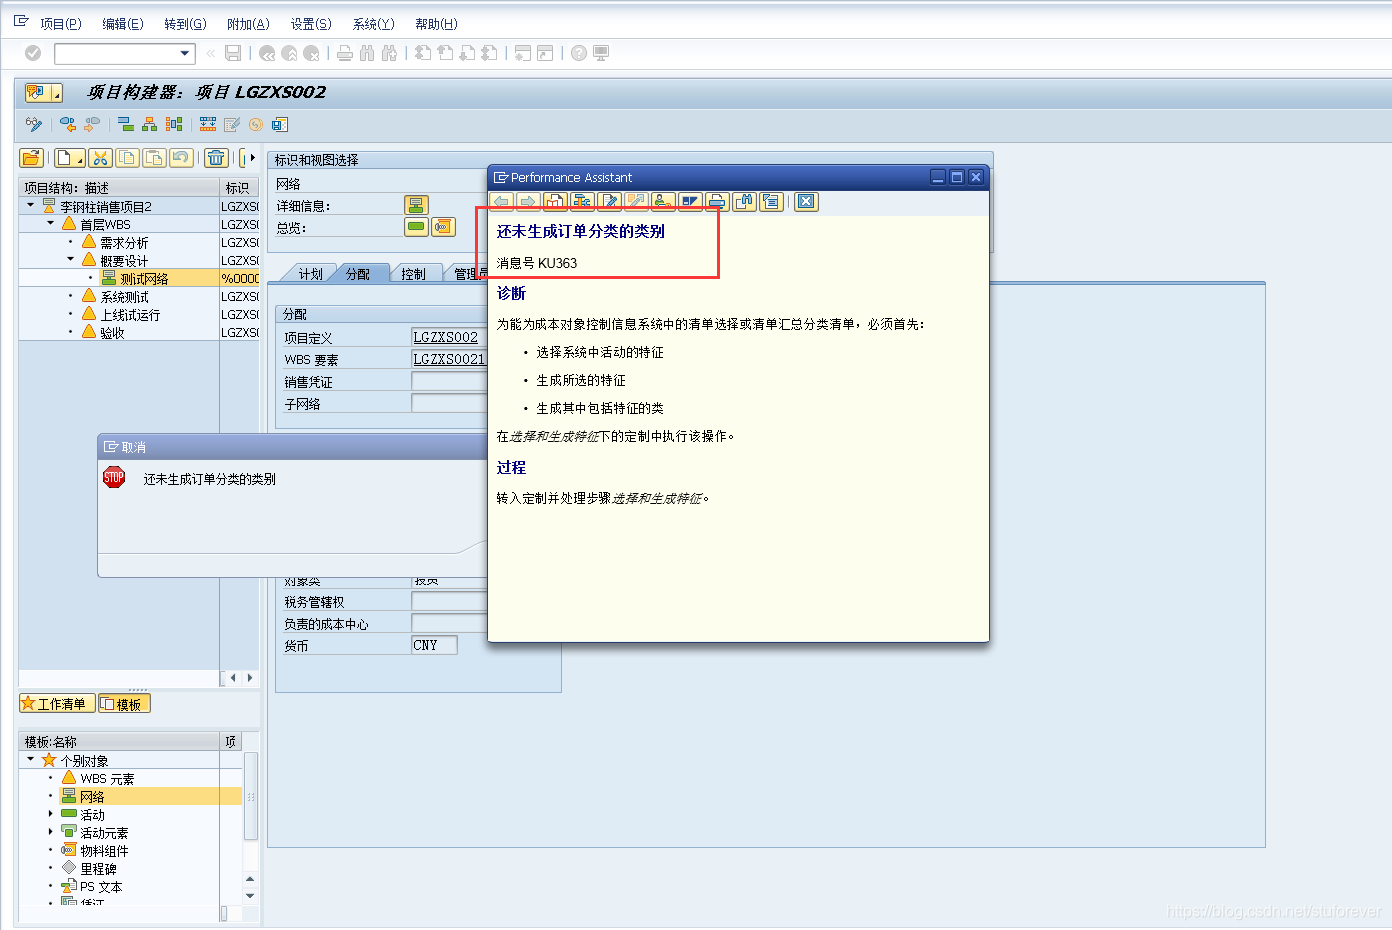 项目(P) 编辑(E) 转到(G) 附加(A) 设置(S) 系统(Y) 帮助(H)
项目构建器：项目 LGZXS002
项目结构：描述 标识
李钢柱销售项目2 LGZXS0
首层WBS LGZXS0
需求分析 LGZXS0
概要设计 LGZXS0
测试网络 %0000
系统测试 LGZXS0
上线试运行 LGZXS0
验收 LGZXS0
工作清单 模板
模板:名称 项
个别对象
WBS 元素
网络
活动
活动元素
物料组件
里程碑
PS 文本
凭证
标识和视图选择
网络
详细信息：
总览：
计划 分配 控制 管理员
分配
项目定义 LGZXS002
WBS 要素 LGZXS0021
销售凭证
子网络
对象类 投资
税务管辖权
负责的成本中心
货币 CNY
取消
STOP
还未生成订单分类的类别
Performance Assistant
还未生成订单分类的类别
消息号 KU363
诊断
为能为成本对象控制信息系统中的清单选择或清单汇总分类清单，必须首先：
• 选择系统中活动的特征
• 生成所选的特征
• 生成其中包括特征的类
在选择和生成特征下的定制中执行该操作。
过程
转入定制并处理步骤选择和生成特征。
https://blog.csdn.net/stuforever